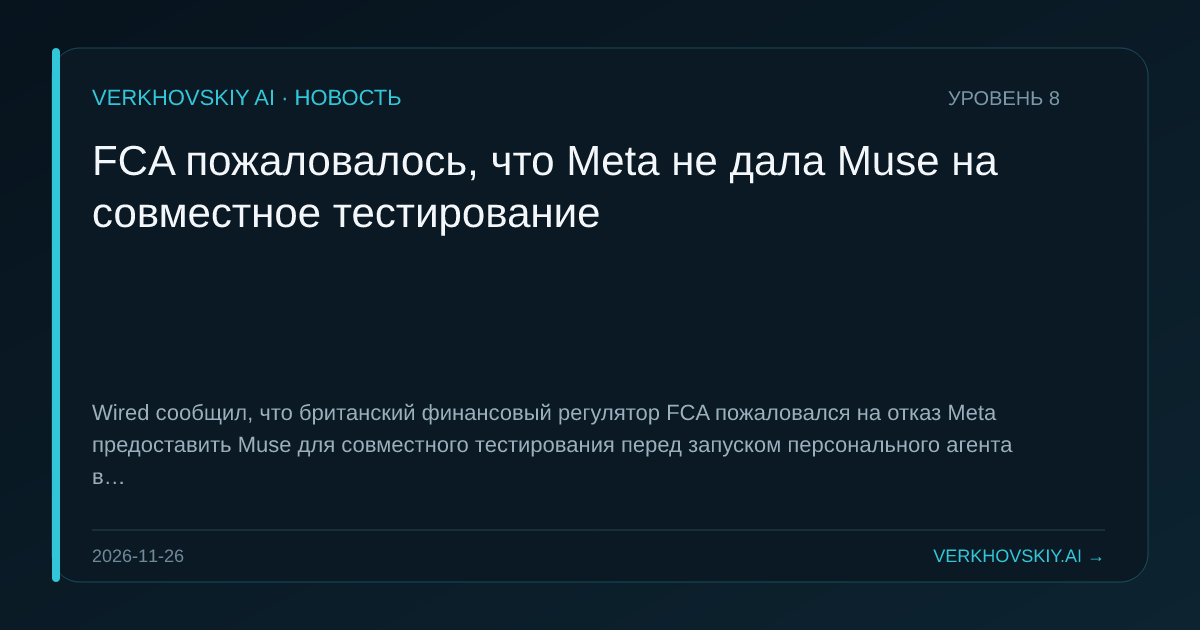 VERKHOVSKIY AI · НОВОСТЬ
УРОВЕНЬ 8
FCA пожаловалось, что Meta не дала Muse на
совместное тестирование
Wired сообщил, что британский финансовый регулятор FCA пожаловался на отказ Meta
предоставить Muse для совместного тестирования перед запуском персонального агента
в…
2026-11-26
VERKHOVSKIY.AI →